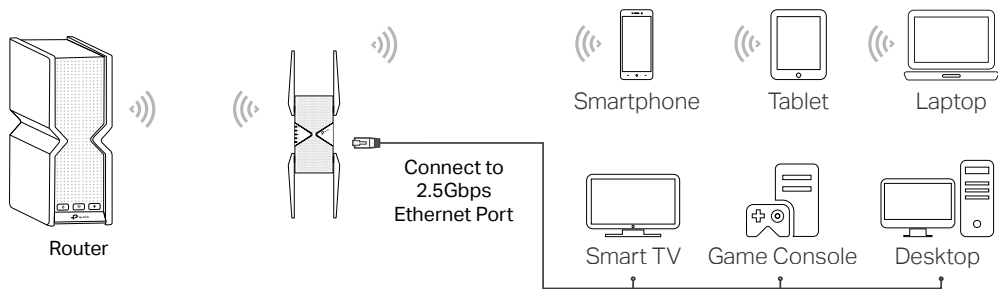 Smartphone
Tablet
Laptop
Connect to
2.5Gbps
Ethernet Port
Router
Smart TV
Game Console
Desktop